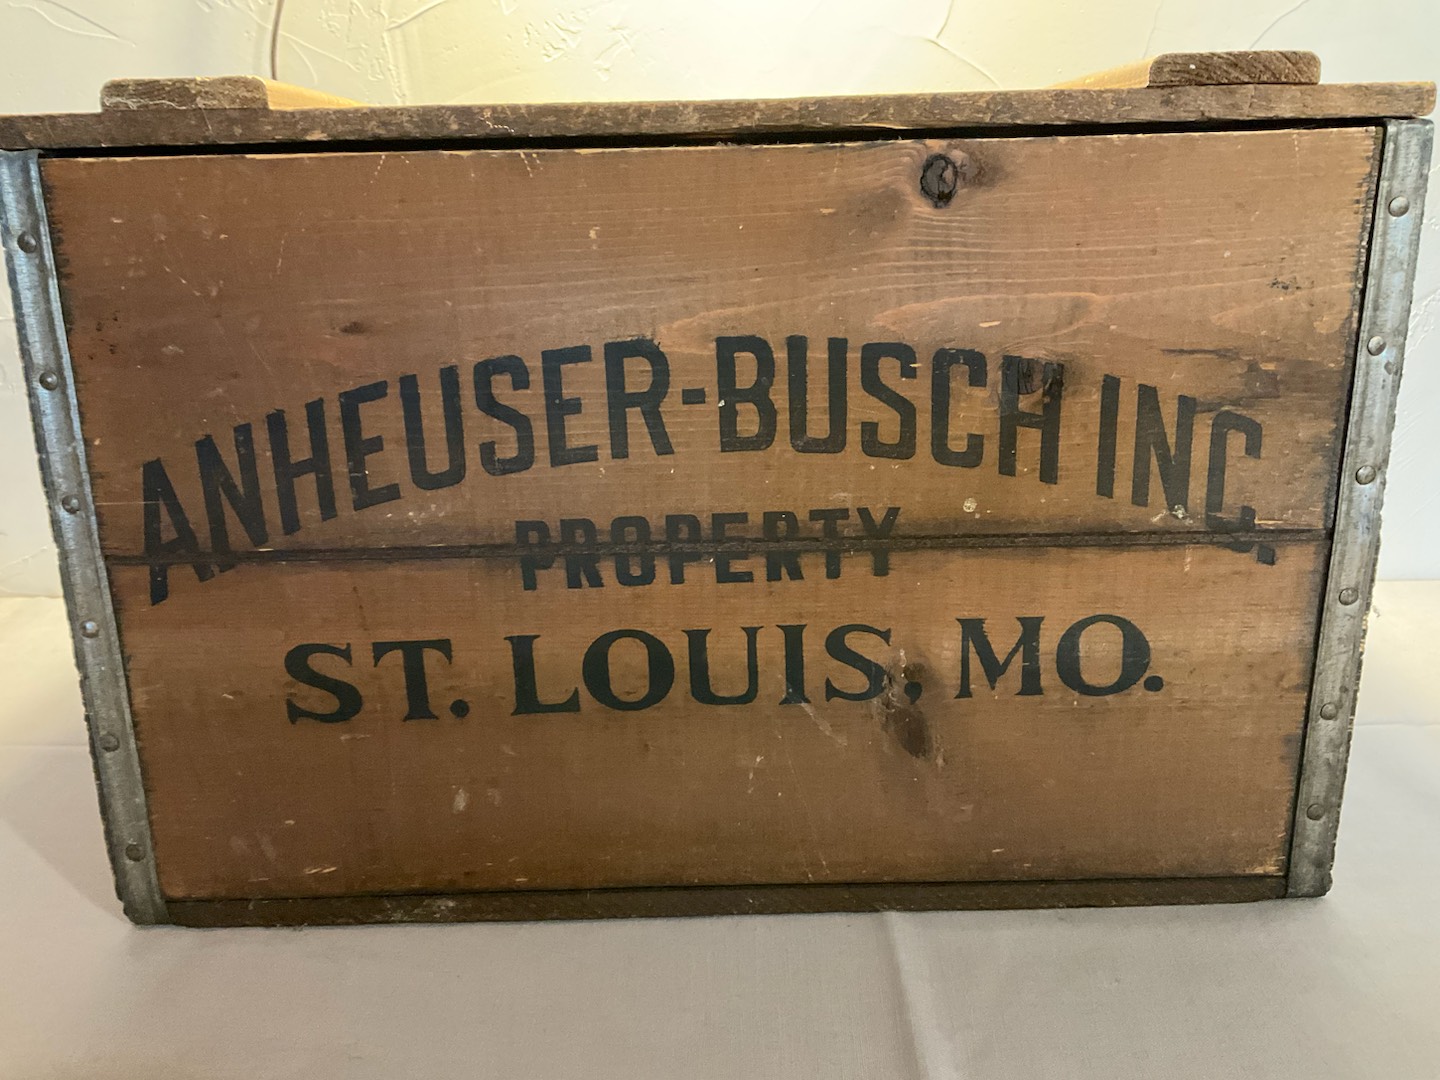 ANHEUSER-BUSCH INC.
PROPERTY
ST. LOUIS, MO.